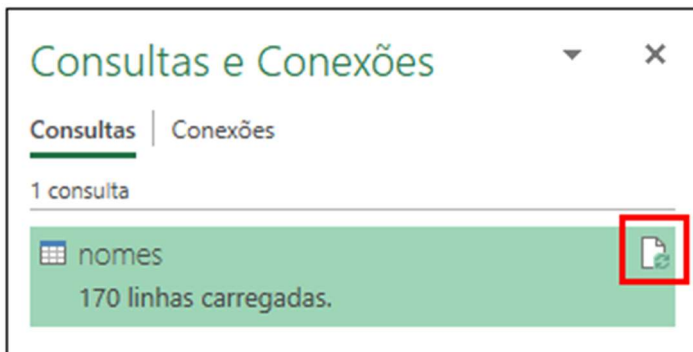 Consultas e Conexões
Consultas | Conexões
1 consulta
nomes
170 linhas carregadas.